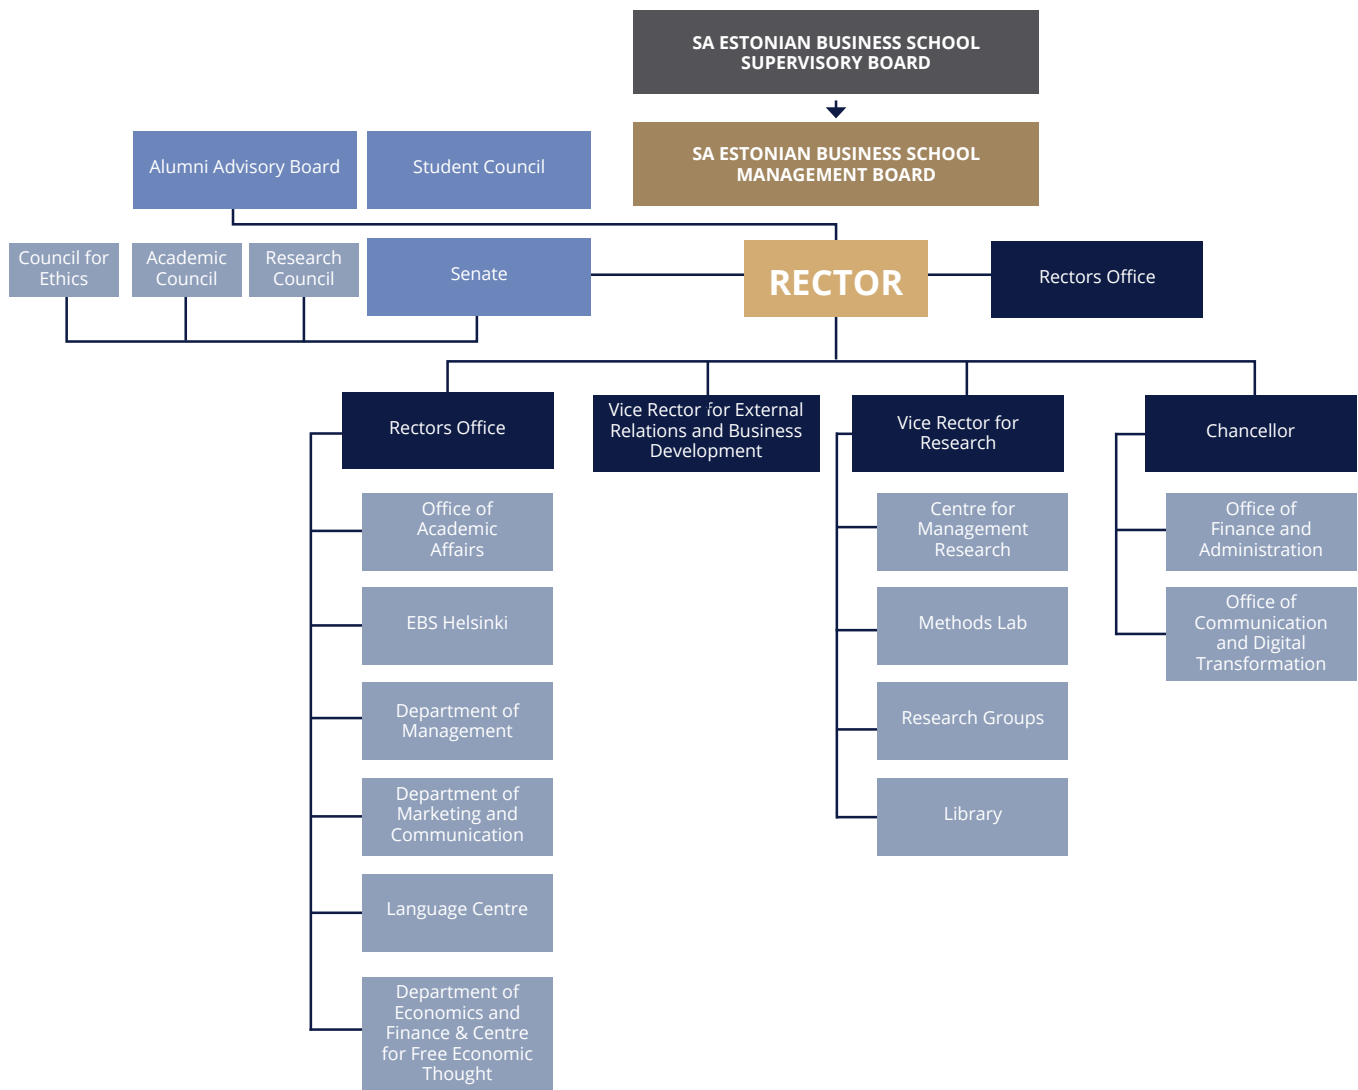 SA ESTONIAN BUSINESS SCHOOL
SUPERVISORY BOARD
SA ESTONIAN BUSINESS SCHOOL
MANAGEMENT BOARD
Alumni Advisory Board
Student Council
Council for
Ethics
Academic
Council
Research
Council
Senate
RECTOR
Rectors Office
Rectors Office
Office of
Academic
Affairs
EBS Helsinki
Department of
Management
Department of
Marketing and
Communication
Language Centre
Department of
Economics and
Finance & Centre
for Free Economic
Thought
Vice Rector for External
Relations and Business
Development
Vice Rector for
Research
Centre for
Management
Research
Methods Lab
Research Groups
Library
Chancellor
Office of
Finance and
Administration
Office of
Communication
and Digital
Transformation